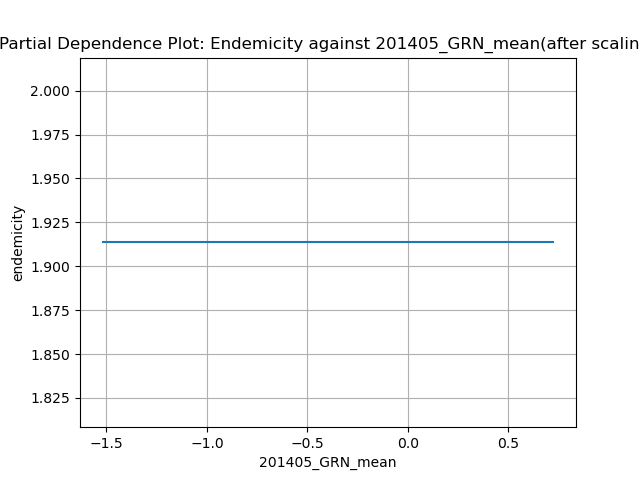 Partial Dependence Plot: Endemicity against 201405_GRN_mean(after scalin
2.000
1.975
1.950
1.925
1.900
1.875
1.850
1.825
endemicity
−1.5 −1.0 −0.5 0.0 0.5
201405_GRN_mean